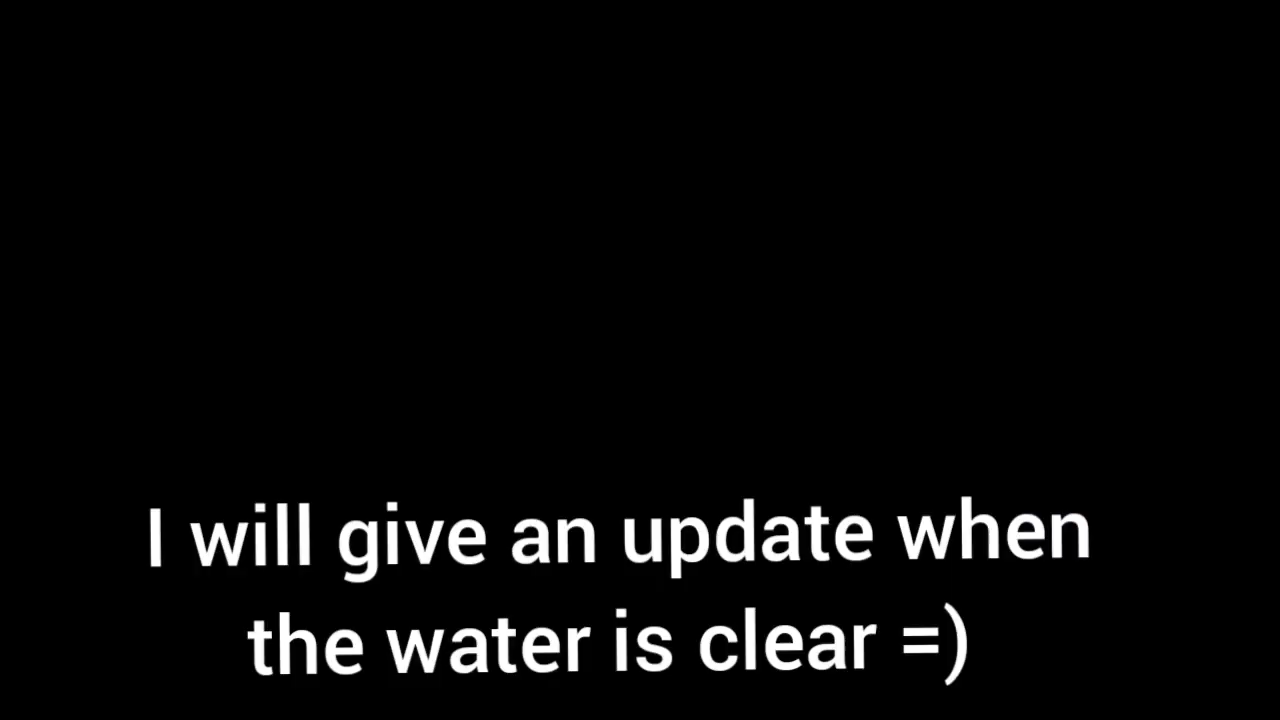 I will give an update when
the water is clear =)